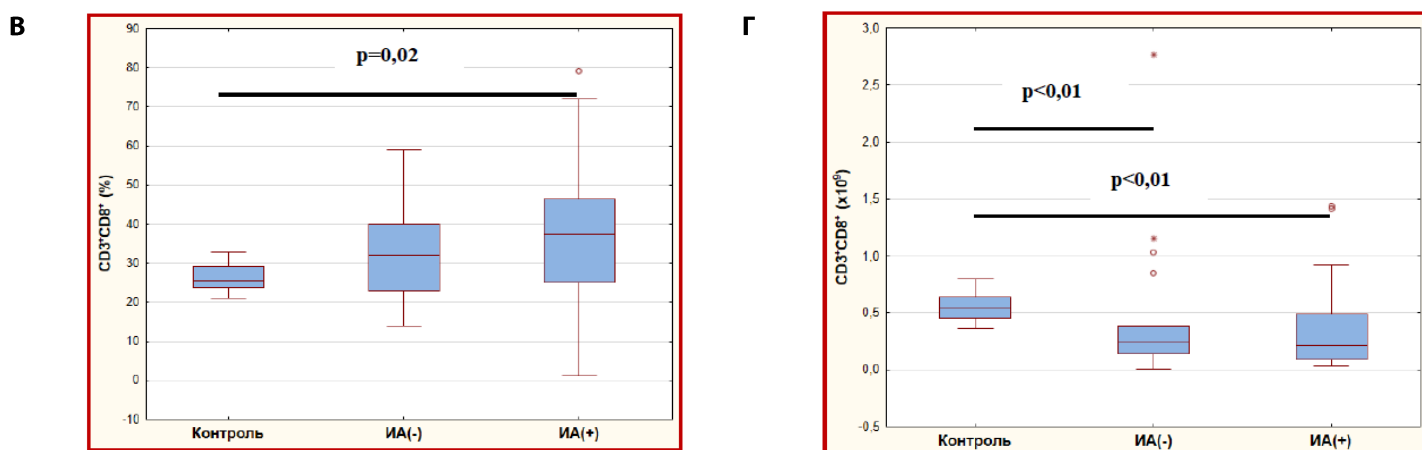 В
90
80
70
60
50
40
30
20
10
0
-10
CD3⁺CD8⁺ (%)
p=0,02
Контроль ИА(-) ИА(+)
Г
3,0
2,5
2,0
1,5
1,0
0,5
0,0
-0,5
CD3⁺CD8⁺ (x10⁹)
p<0,01
p<0,01
Контроль ИА(-) ИА(+)